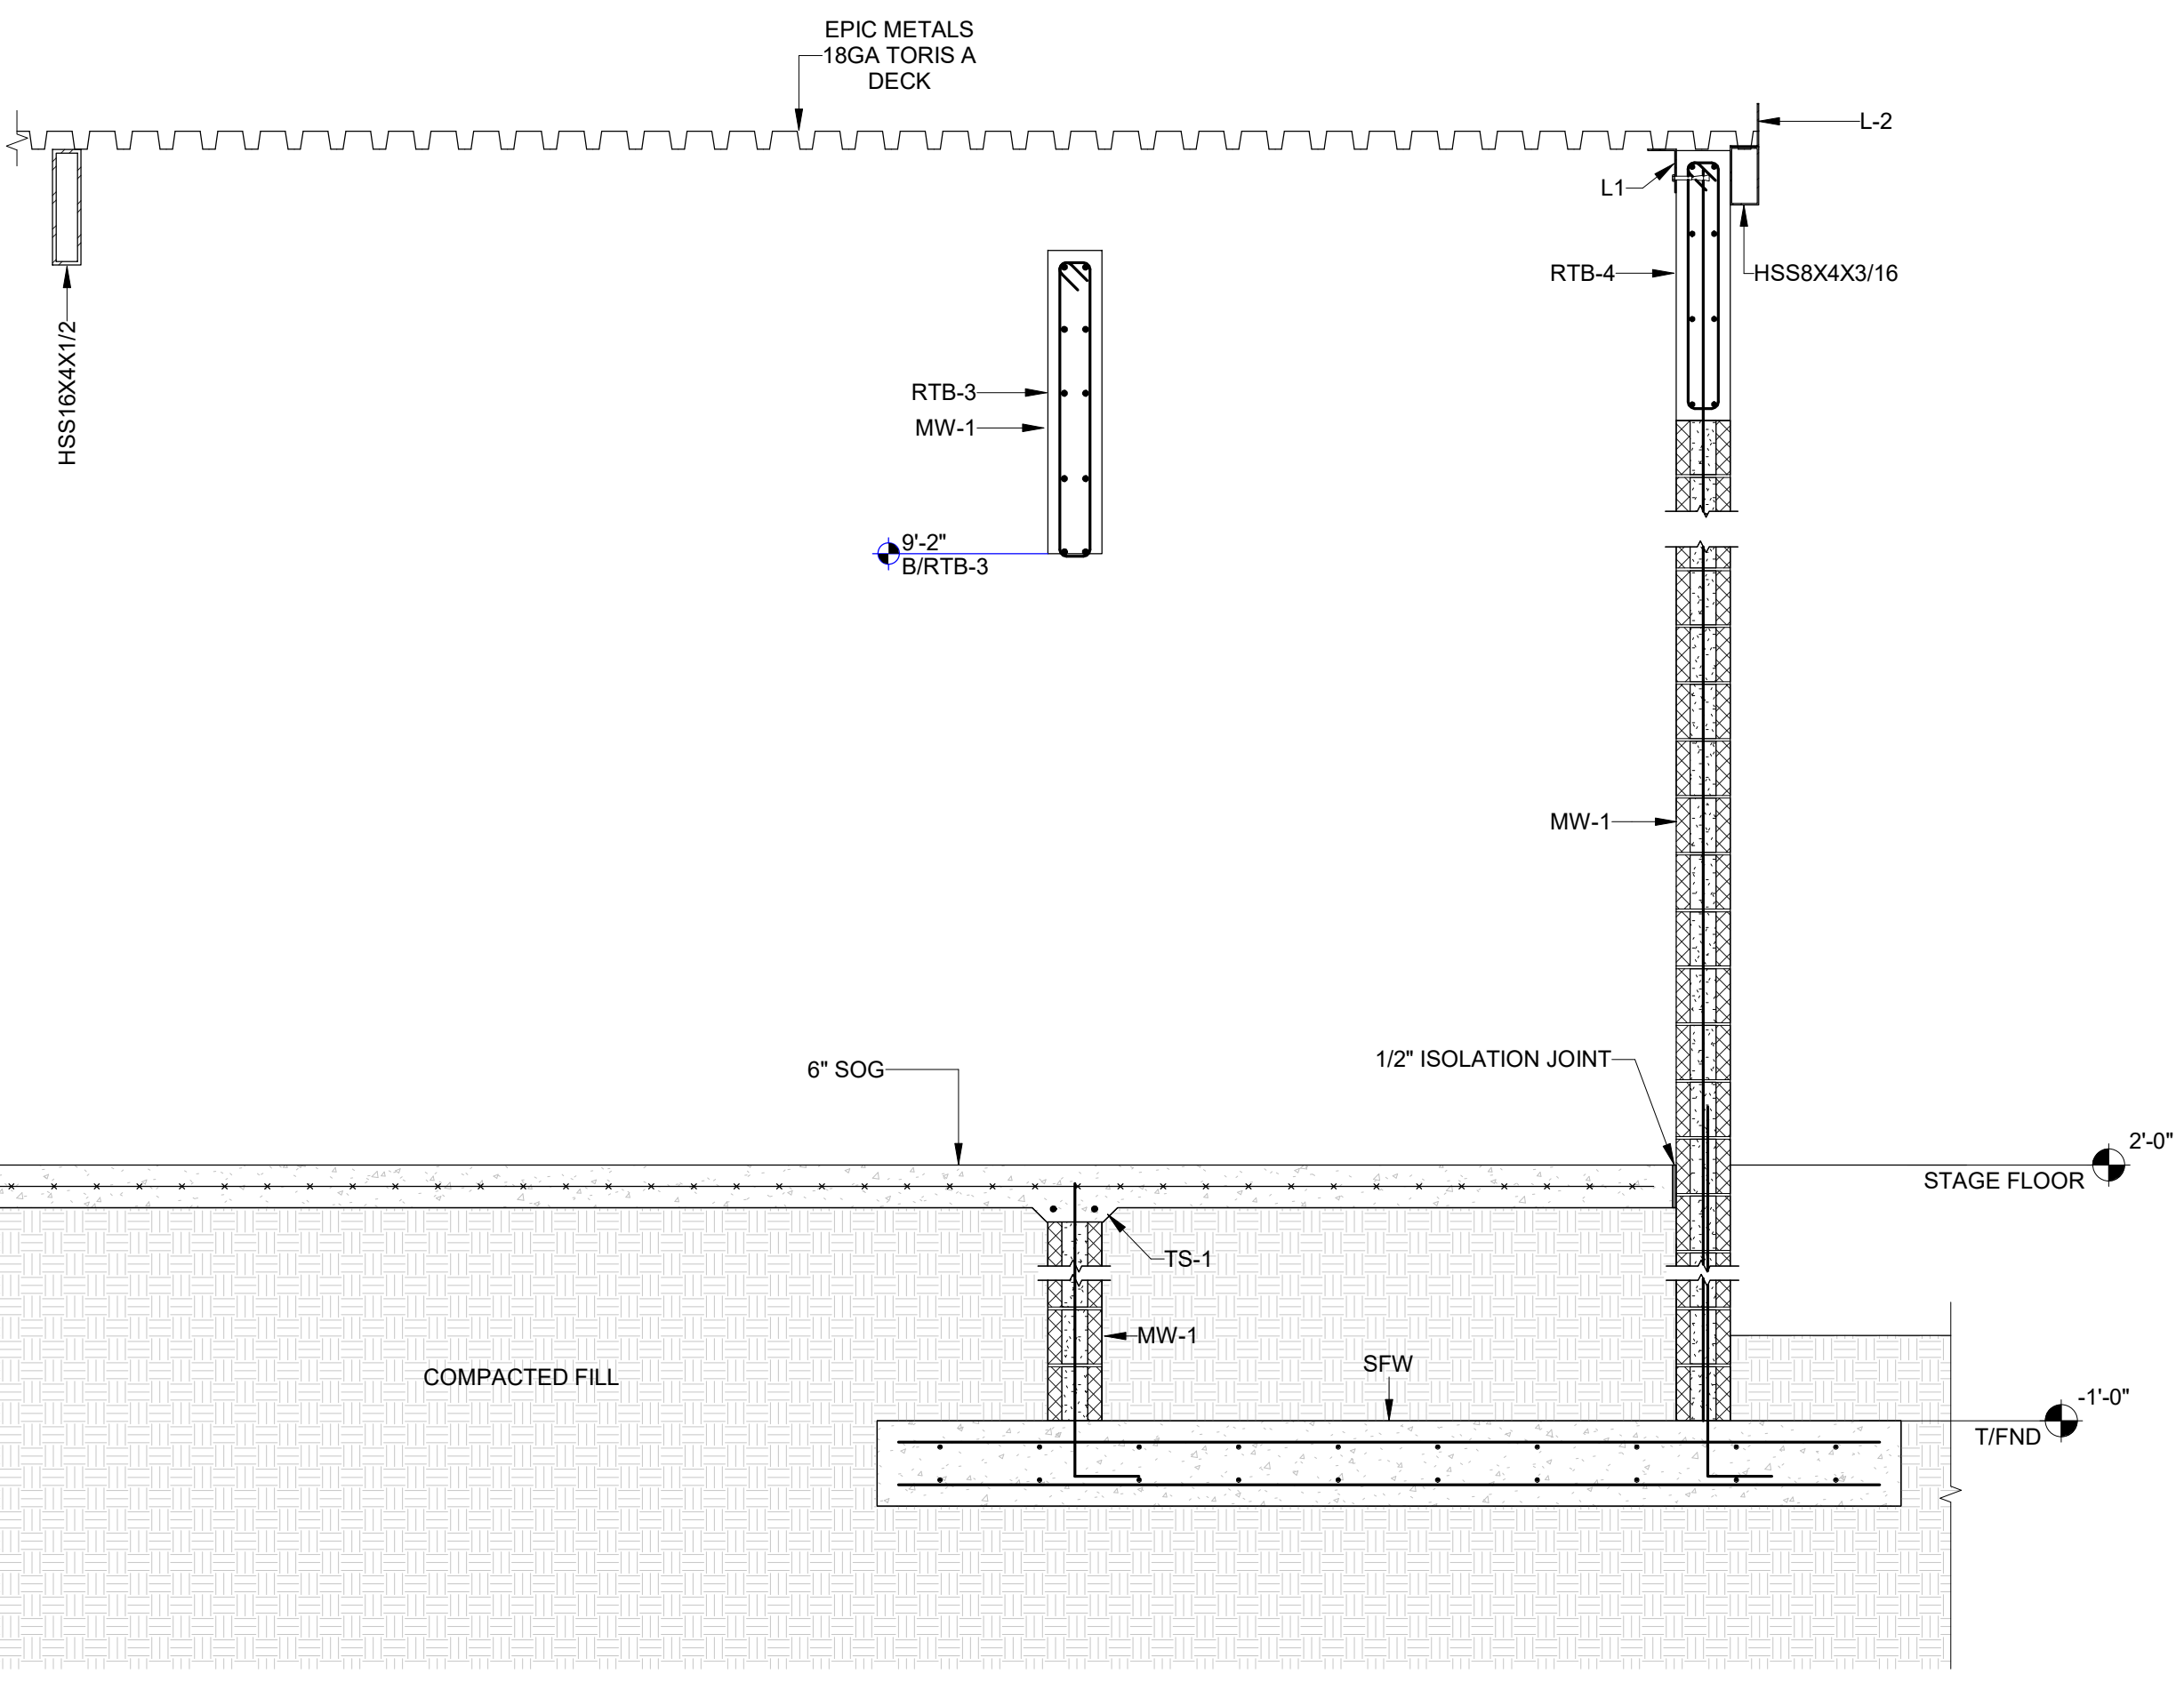 EPIC METALS
18GA TORIS A
DECK
L-2
L1
RTB-4
HSS8X4X3/16
HSS16X4X1/2
RTB-3
MW-1
9'-2"
B/RTB-3
MW-1
6" SOG
1/2" ISOLATION JOINT
2'-0"
STAGE FLOOR
TS-1
MW-1
COMPACTED FILL
SFW
-1'-0"
T/FND